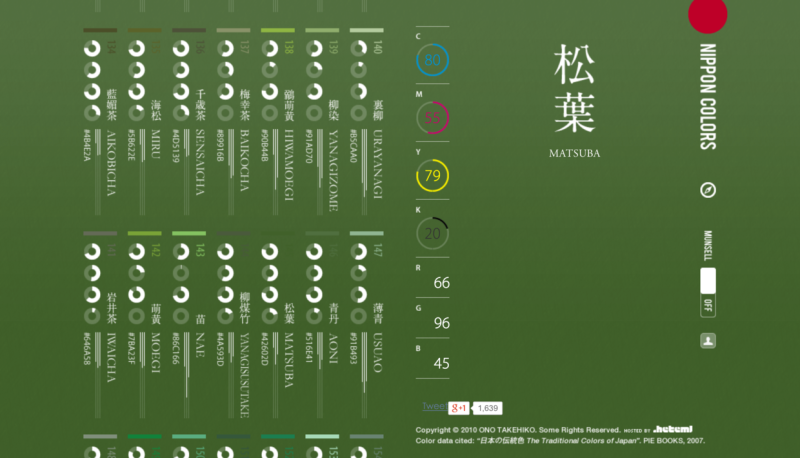 134
藍媚茶
AIKOBICHA
#4B4E2A
135
海松
MIRU
#5B622E
136
千歳茶
SENSAICHA
#4D5139
137
梅幸茶
BAIKOCHA
#89916B
138
鶸萌黄
HIWAMOEGI
#90B44B
139
柳染
YANAGIZOME
#91AD70
140
裏柳
URAYANAGI
#B5CAA0
141
岩井茶
IWAICHA
#646A58
142
萌黄
MOEGI
#7BA23F
143
苗
NAE
#86C166
柳煤竹
YANAGISUSUTAKE
#4A593D
松葉
MATSUBA
#42602D
青丹
AONI
#516E41
147
薄青
USUAO
#91B493
C
80
M
55
Y
79
K
20
R
66
G
96
B
45
松葉
MATSUBA
NIPPON COLORS
MUNSELL
OFF
Tweet
g+1
1,639
Copyright © 2010 ONO TAKEHIKO. Some Rights Reserved. HOSTED BY .heteml
Color data cited: "日本の伝統色 The Traditional Colors of Japan". PIE BOOKS, 2007.